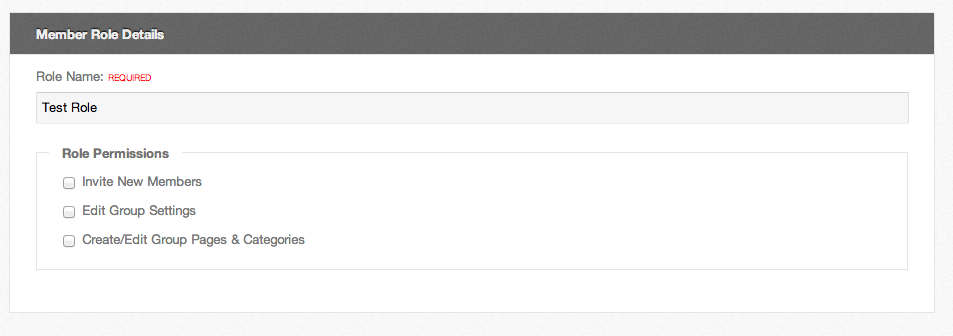 Member Role Details
Role Name: REQUIRED
Test Role
Role Permissions
Invite New Members
Edit Group Settings
Create/Edit Group Pages & Categories